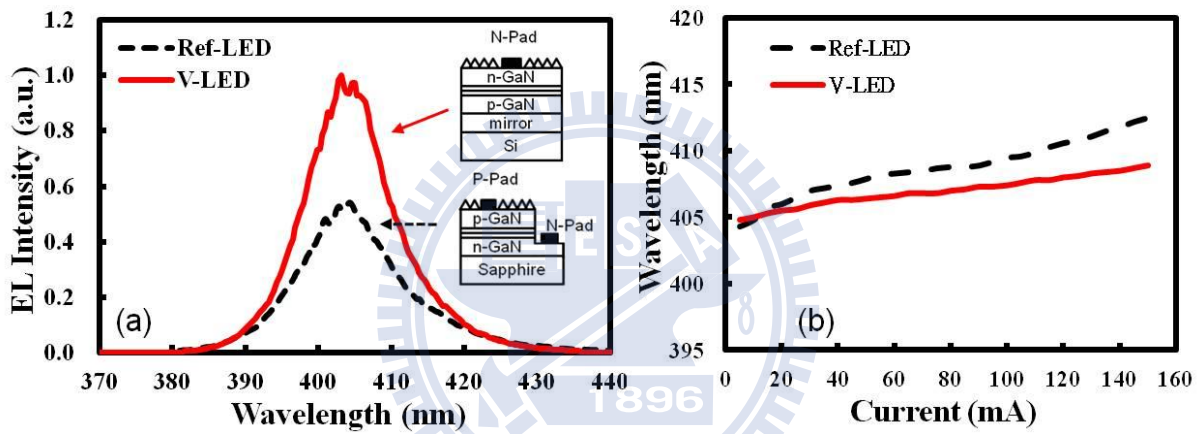 1.2
1.0
0.8
0.6
0.4
0.2
0.0
EL Intensity (a.u.)
Ref-LED
V-LED
N-Pad
n-GaN
p-GaN
mirror
Si
P-Pad
p-GaN
N-Pad
n-GaN
Sapphire
(a)
370 380 390 400 410 420 430 440
Wavelength (nm)
420
415
410
405
400
395
Wavelength (nm)
Ref-LED
V-LED
(b)
0 20 40 60 80 100 120 140 160
Current (mA)
1896